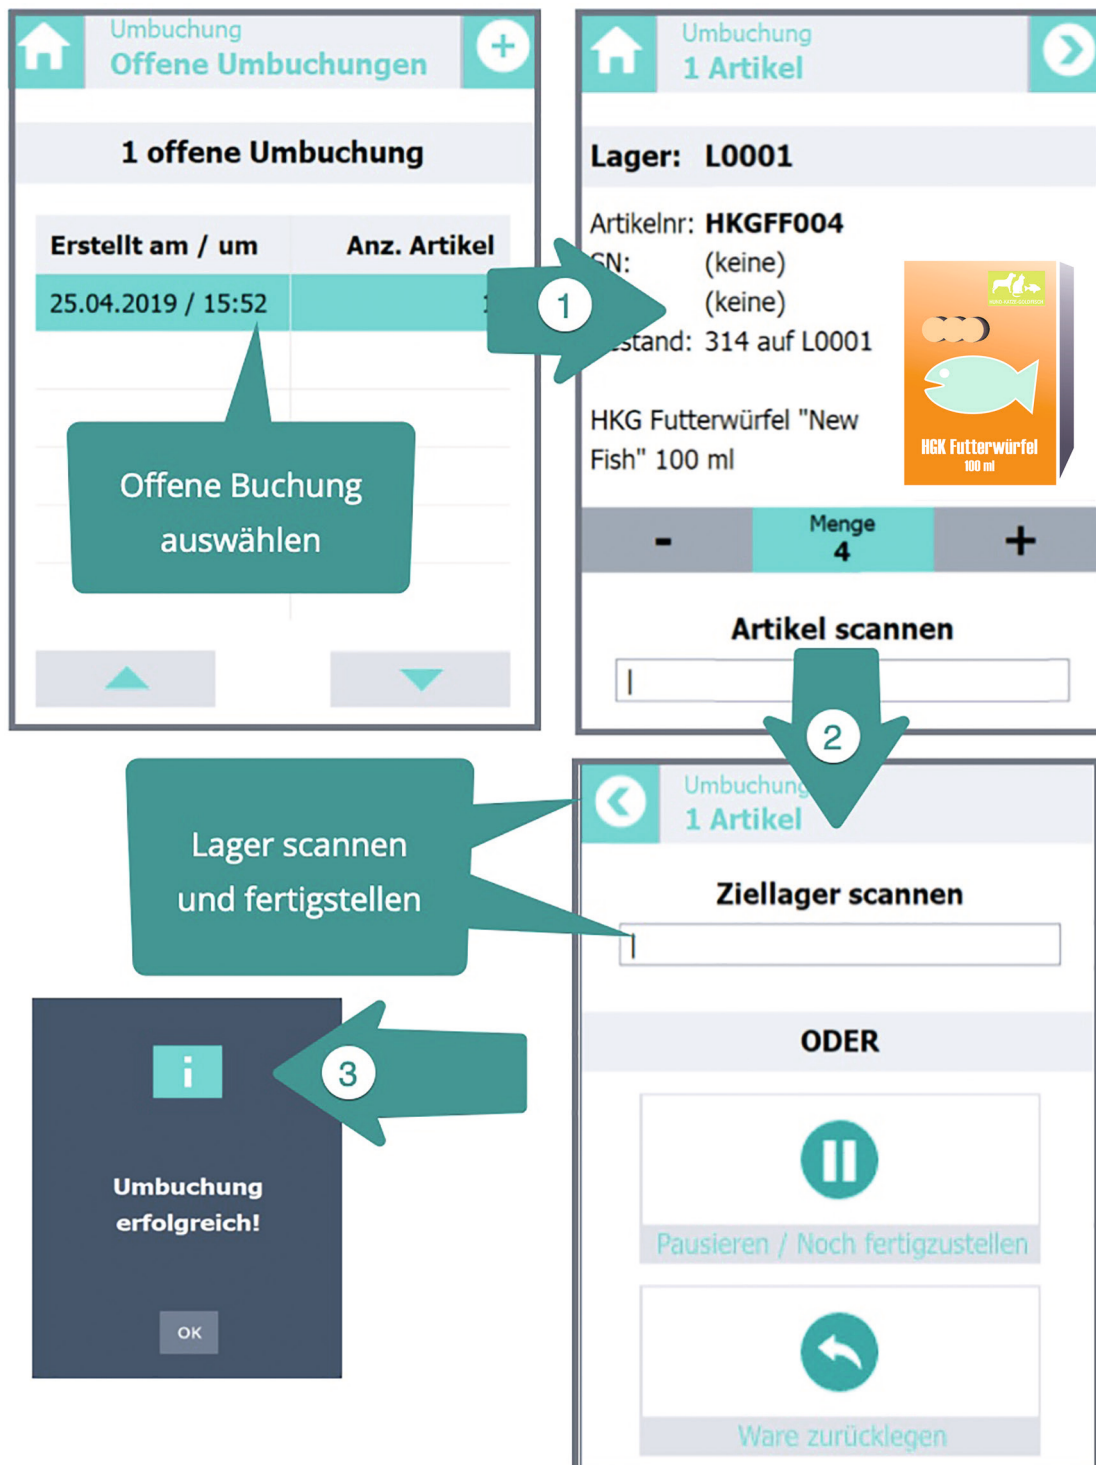 Umbuchung
Offene Umbuchungen
1 offene Umbuchung
Erstellt am / um Anz. Artikel
25.04.2019 / 15:52
Offene Buchung
auswählen
1
Umbuchung
1 Artikel
Lager: L0001
Artikelnr: HKGFF004
SN: (keine)
(keine)
estand: 314 auf L0001
HKG Futterwürfel "New
Fish" 100 ml
HGK Futterwürfel
100 ml
- Menge +
4
Artikel scannen
2
Umbuchung
1 Artikel
Lager scannen
und fertigstellen
Ziellager scannen
ODER
Pausieren / Noch fertigzustellen
Ware zurücklegen
3
i
Umbuchung
erfolgreich!
OK